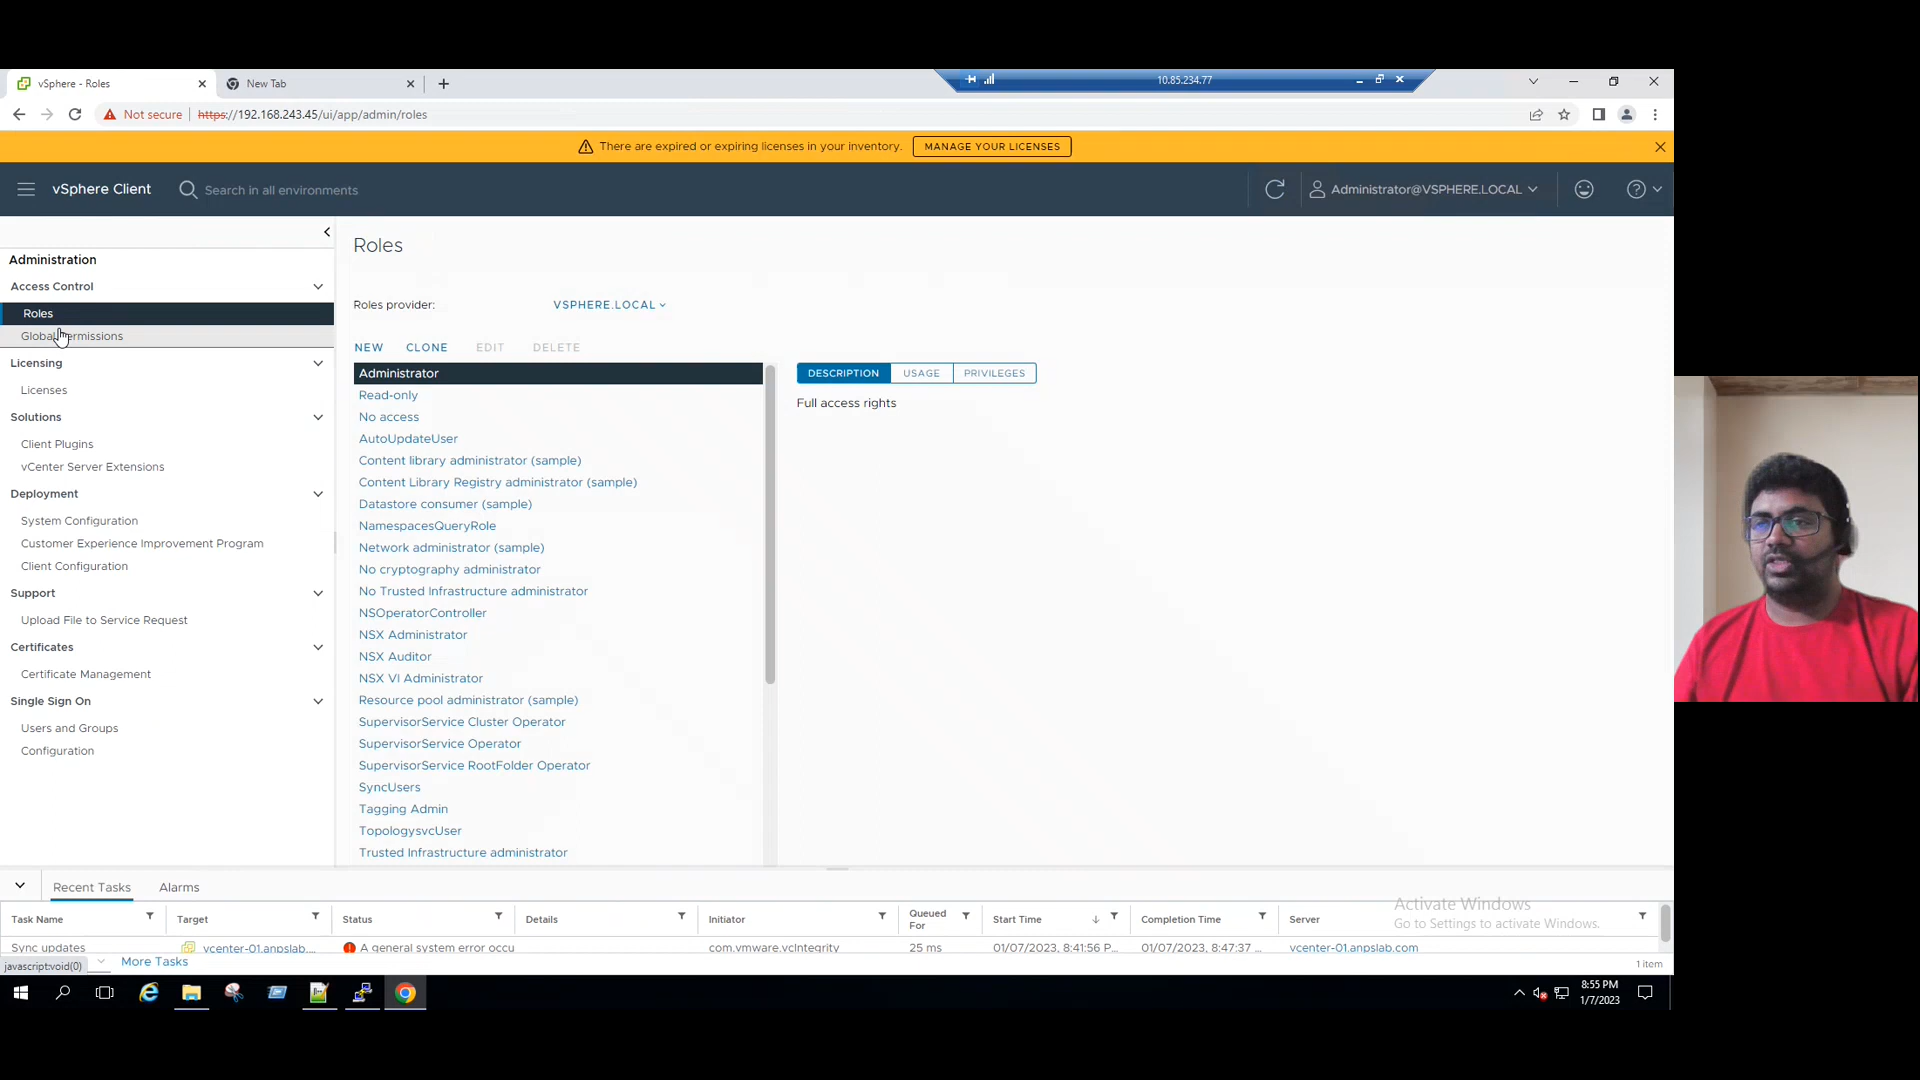 vSphere - Roles
New Tab
10.85.234.77
Not secure
https://192.168.243.45/ui/app/admin/roles
There are expired or expiring licenses in your inventory.
MANAGE YOUR LICENSES
vSphere Client
Search in all environments
Administrator@VSPHERE.LOCAL
Administration
Access Control
Roles
Global Permissions
Licensing
Licenses
Solutions
Client Plugins
vCenter Server Extensions
Deployment
System Configuration
Customer Experience Improvement Program
Client Configuration
Support
Upload File to Service Request
Certificates
Certificate Management
Single Sign On
Users and Groups
Configuration
Roles
Roles provider:
VSPHERE.LOCAL
NEW CLONE EDIT DELETE
Administrator
Read-only
No access
AutoUpdateUser
Content library administrator (sample)
Content Library Registry administrator (sample)
Datastore consumer (sample)
NamespacesQueryRole
Network administrator (sample)
No cryptography administrator
No Trusted Infrastructure administrator
NSOperatorController
NSX Administrator
NSX Auditor
NSX VI Administrator
Resource pool administrator (sample)
SupervisorService Cluster Operator
SupervisorService Operator
SupervisorService RootFolder Operator
SyncUsers
Tagging Admin
TopologysvcUser
Trusted Infrastructure administrator
DESCRIPTION USAGE PRIVILEGES
Full access rights
Recent Tasks Alarms
Task Name Target Status Details Initiator Queued For Start Time Completion Time Server
Sync updates vcenter-01.anpslab.... A general system error occu com.vmware.vcIntegrity 25 ms 01/07/2023, 8:41:56 P... 01/07/2023, 8:47:37 ... vcenter-01.anpslab.com
Activate Windows
Go to Settings to activate Windows.
javascript:void(0)
More Tasks
1 item
8:55 PM
1/7/2023